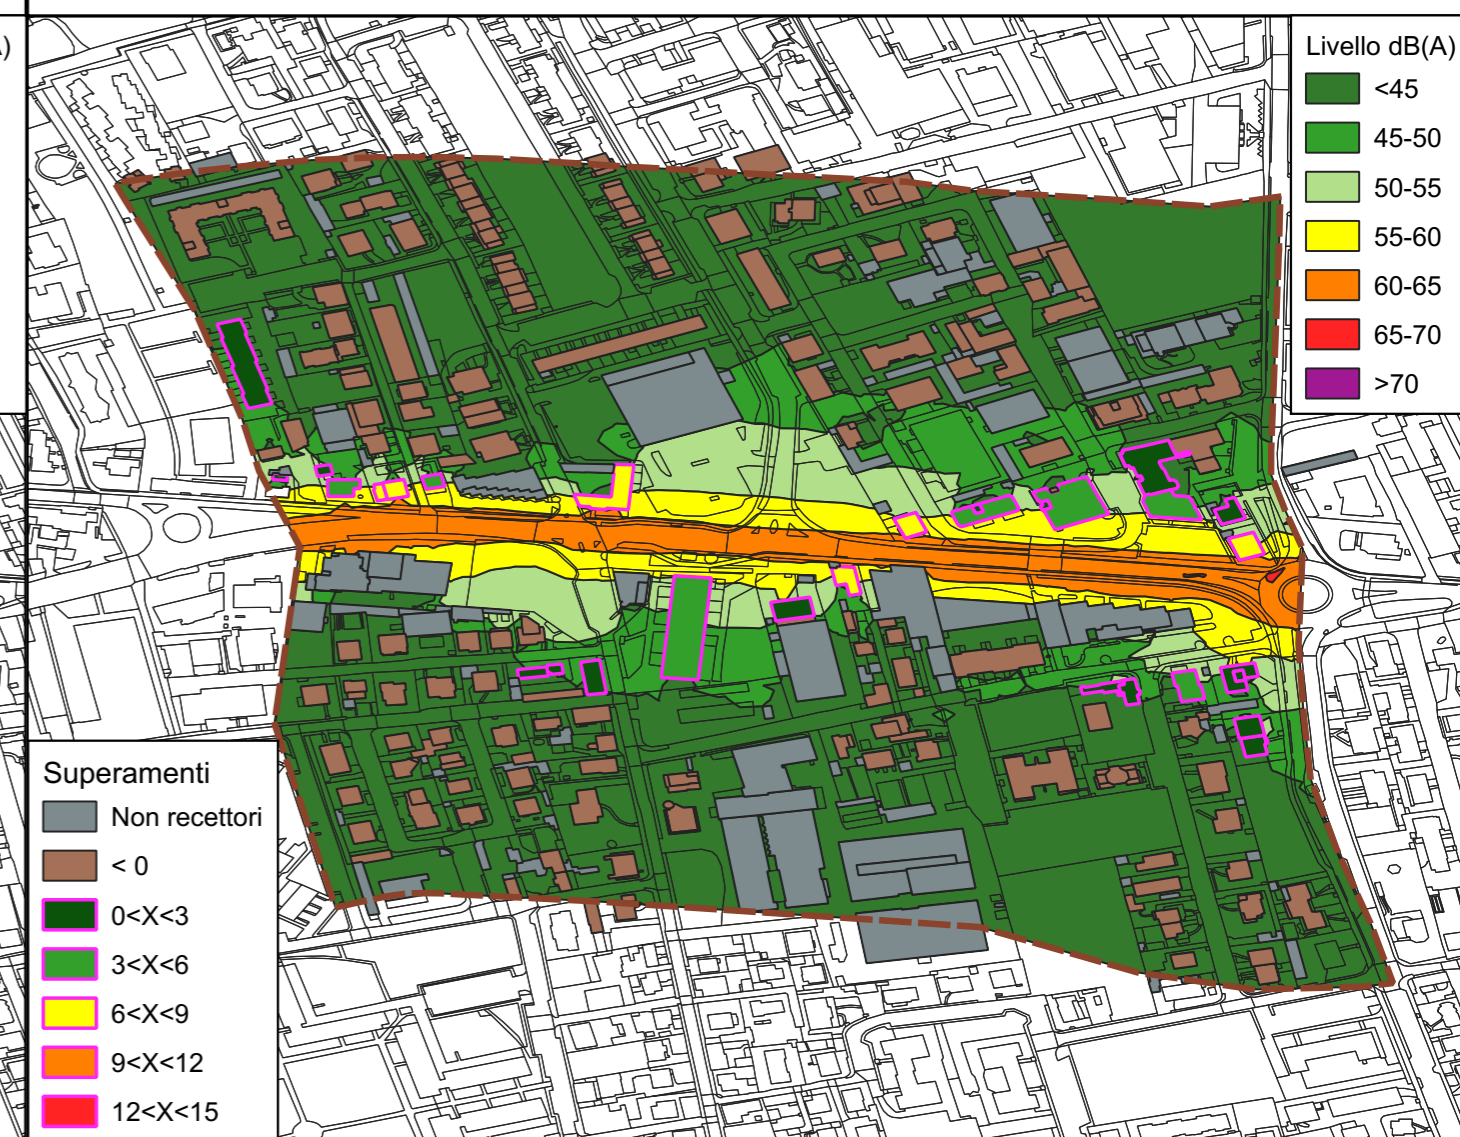 A)
Livello dB(A)
<45
45-50
50-55
55-60
60-65
65-70
>70
Superamenti
Non recettori
< 0
0<X<3
3<X<6
6<X<9
9<X<12
12<X<15